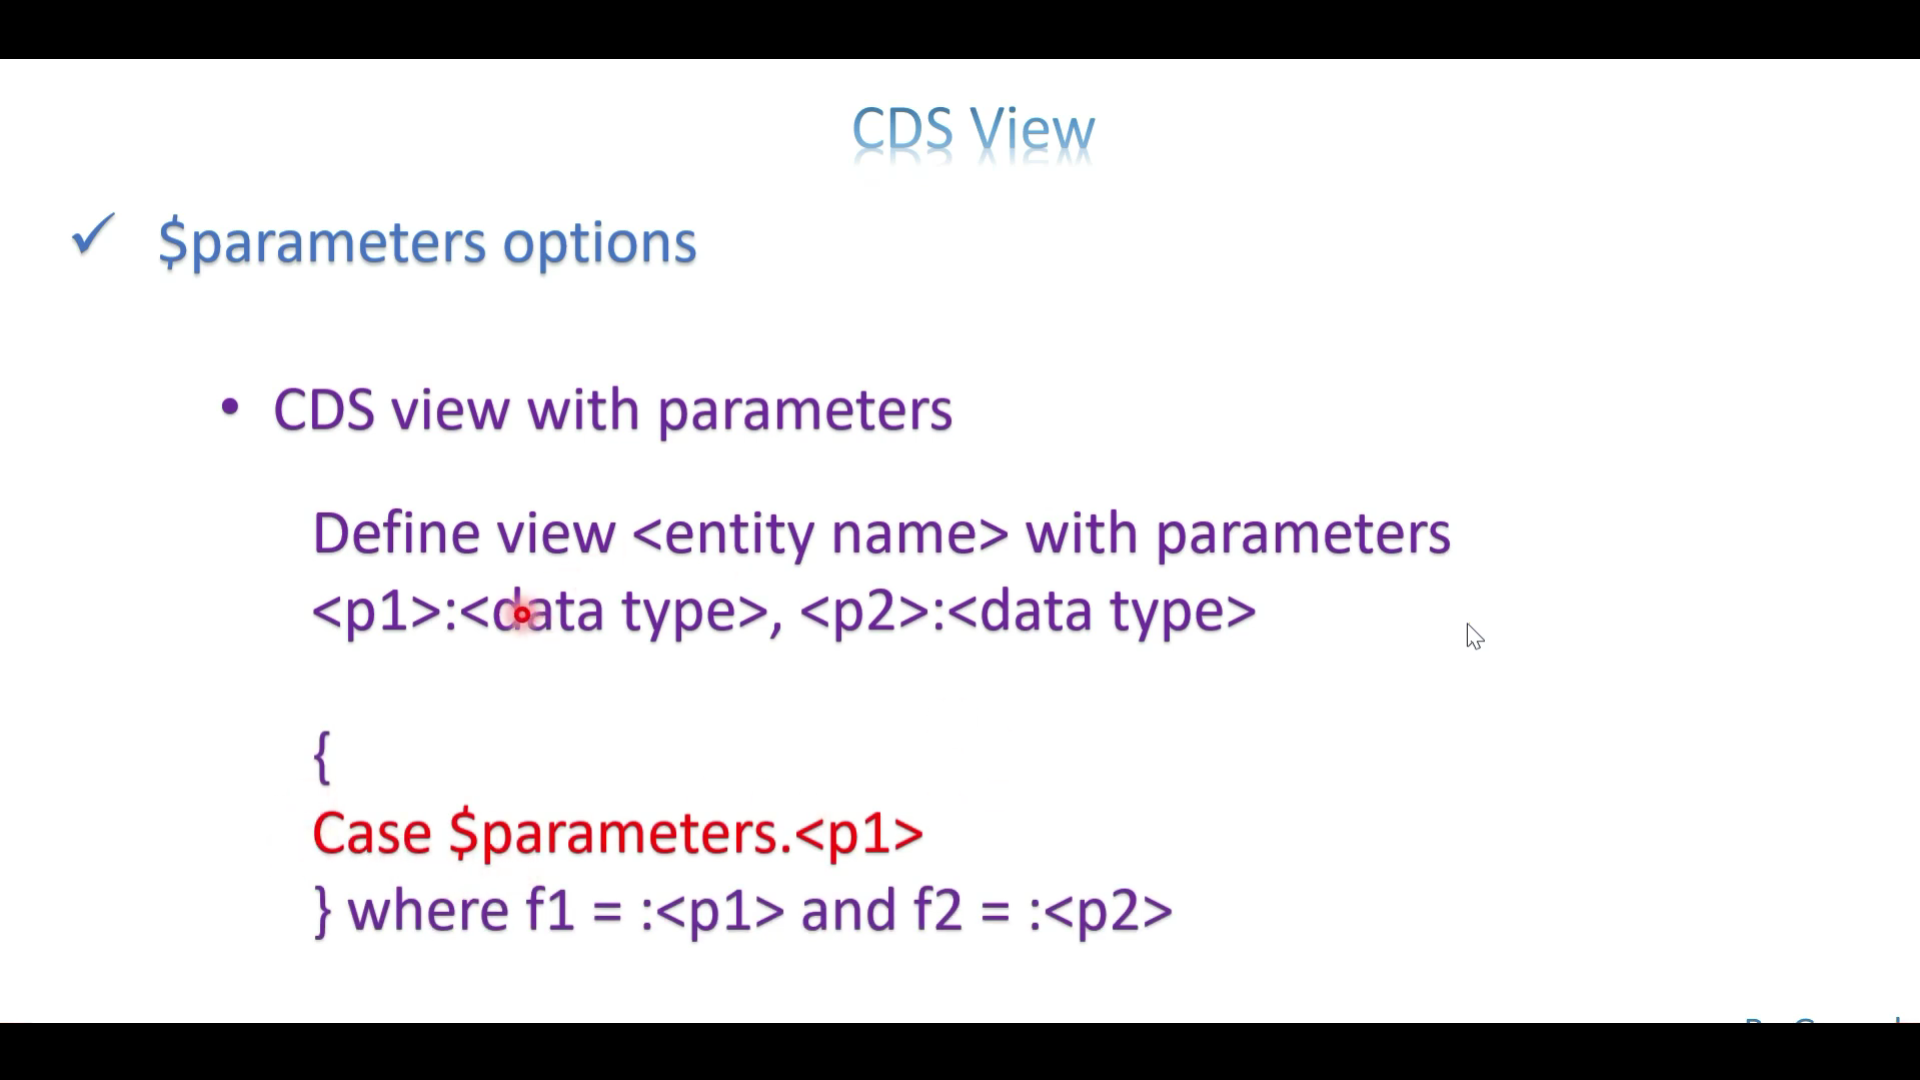 CDS View
✓ $parameters options
• CDS view with parameters
Define view <entity name> with parameters
<p1>:<data type>, <p2>:<data type>
{
Case $parameters.<p1>
} where f1 = :<p1> and f2 = :<p2>